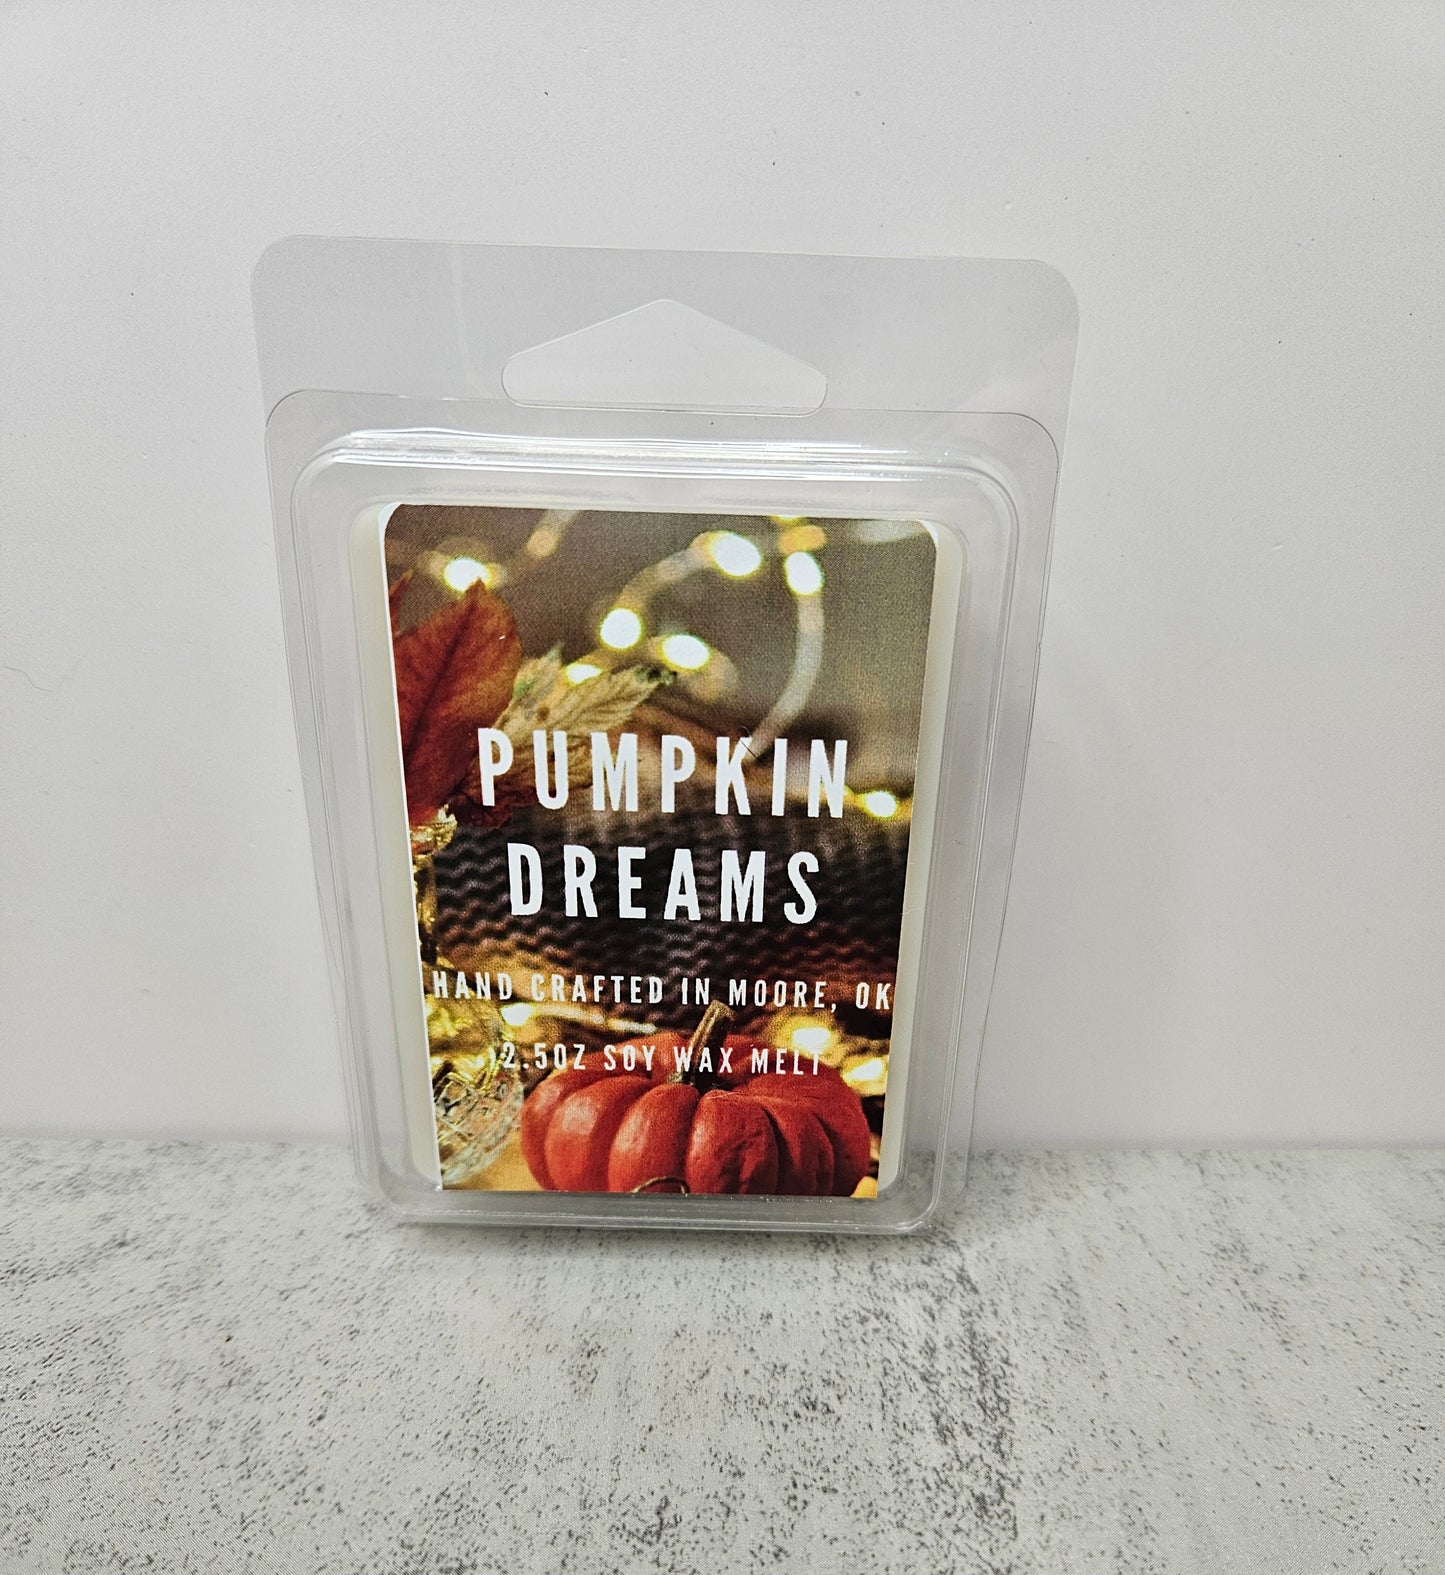 PUMPKIN
DREAMS
HAND CRAFTED IN MOORE, OK
2.5OZ SOY WAX MELT